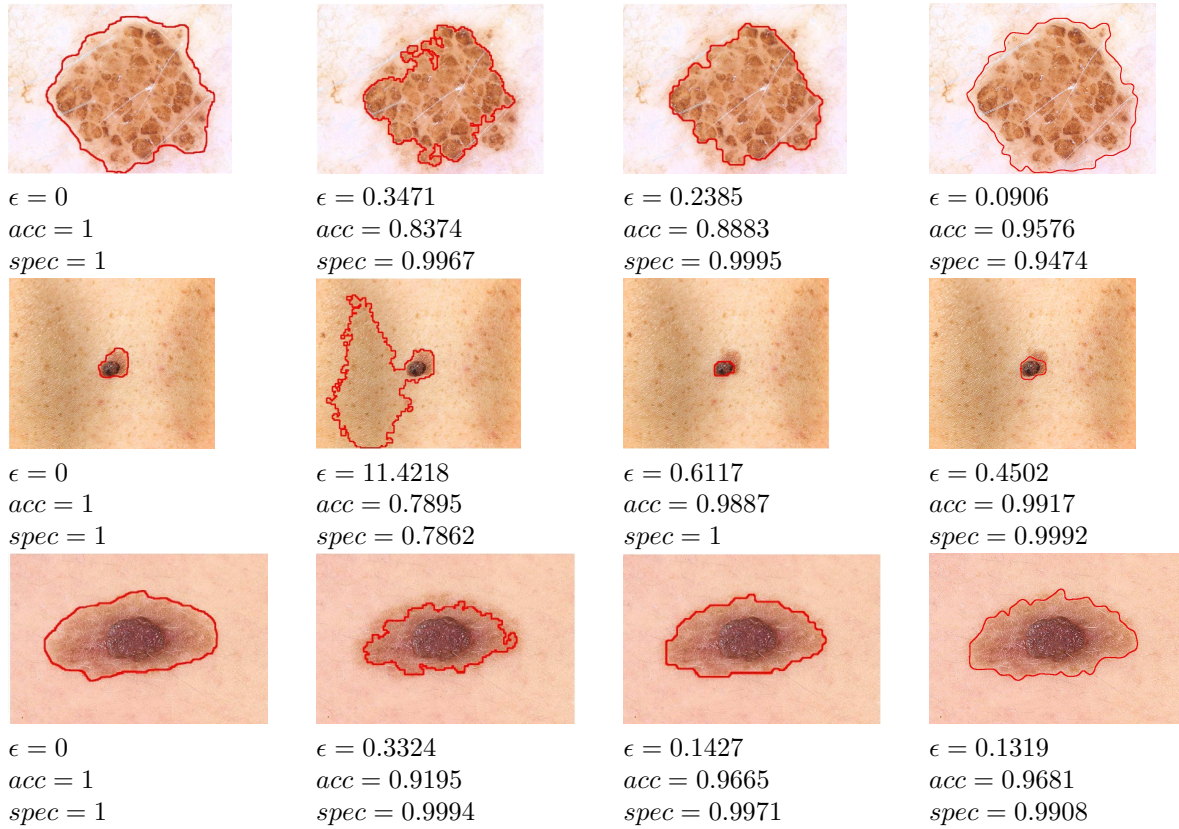 ϵ = 0 ϵ = 0.3471 ϵ = 0.2385 ϵ = 0.0906
acc = 1 acc = 0.8374 acc = 0.8883 acc = 0.9576
spec = 1 spec = 0.9967 spec = 0.9995 spec = 0.9474
ϵ = 0 ϵ = 11.4218 ϵ = 0.6117 ϵ = 0.4502
acc = 1 acc = 0.7895 acc = 0.9887 acc = 0.9917
spec = 1 spec = 0.7862 spec = 1 spec = 0.9992
ϵ = 0 ϵ = 0.3324 ϵ = 0.1427 ϵ = 0.1319
acc = 1 acc = 0.9195 acc = 0.9665 acc = 0.9681
spec = 1 spec = 0.9994 spec = 0.9971 spec = 0.9908